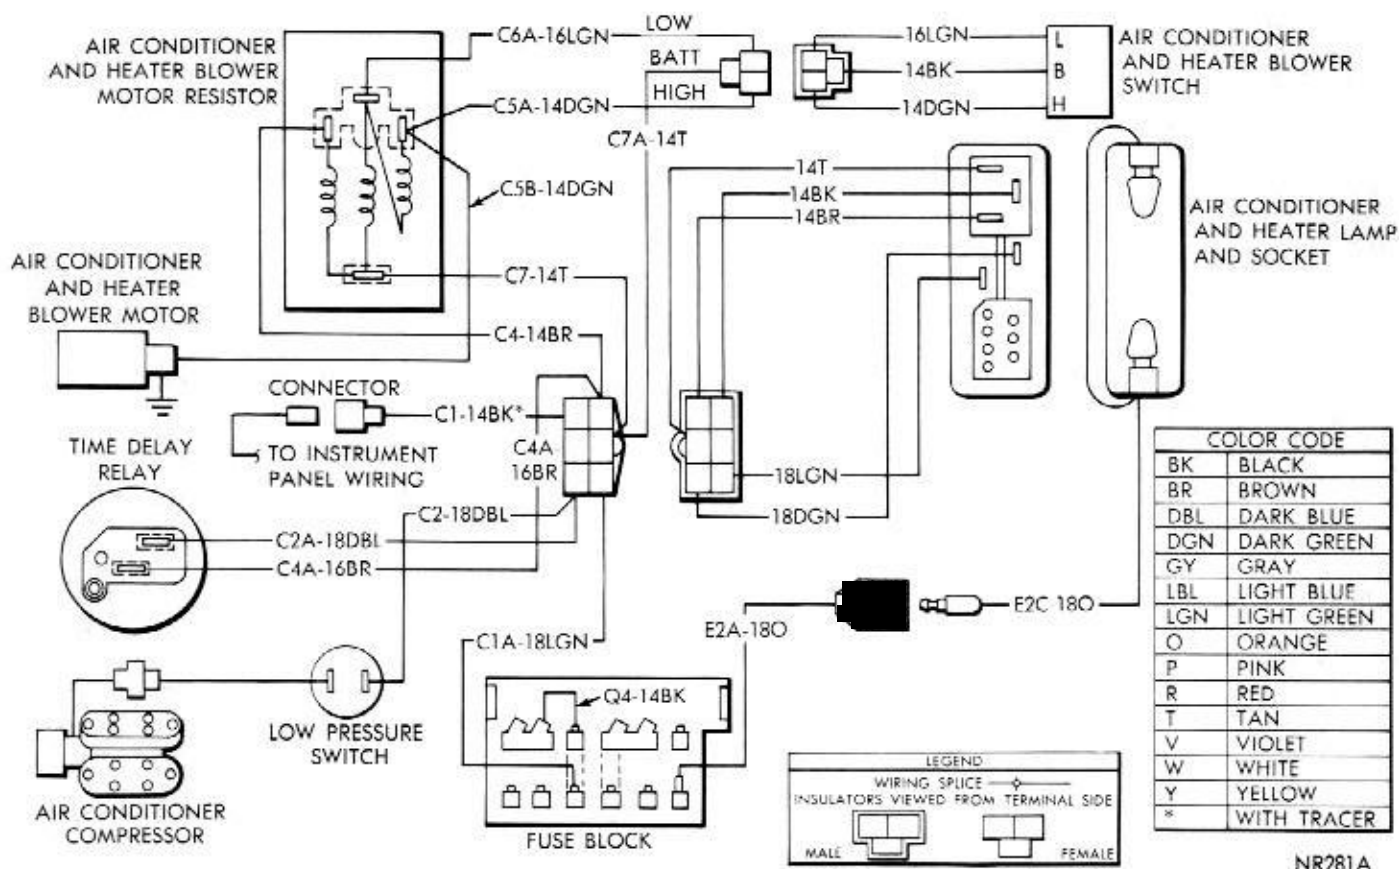 AIR CONDITIONER
AND HEATER BLOWER
MOTOR RESISTOR
C6A-16LGN
LOW
BATT
HIGH
C5A-14DGN
C7A-14T
16LGN
14BK
14DGN
L
B
H
AIR CONDITIONER
AND HEATER BLOWER
SWITCH
C5B-14DGN
14T
14BK
14BR
AIR CONDITIONER
AND HEATER LAMP
AND SOCKET
AIR CONDITIONER
AND HEATER
BLOWER MOTOR
C7-14T
C4-14BR
CONNECTOR
C1-14BK*
TO INSTRUMENT
PANEL WIRING
C4A
16BR
18LGN
18DGN
TIME DELAY
RELAY
C2-18DBL
C2A-18DBL
C4A-16BR
C1A-18LGN
E2A-18O
E2C 18O
LOW PRESSURE
SWITCH
AIR CONDITIONER
COMPRESSOR
Q4-14BK
FUSE BLOCK
LEGEND
WIRING SPLICE
INSULATORS VIEWED FROM TERMINAL SIDE
MALE
FEMALE
COLOR CODE
BK BLACK
BR BROWN
DBL DARK BLUE
DGN DARK GREEN
GY GRAY
LBL LIGHT BLUE
LGN LIGHT GREEN
O ORANGE
P PINK
R RED
T TAN
V VIOLET
W WHITE
Y YELLOW
* WITH TRACER
NR281A